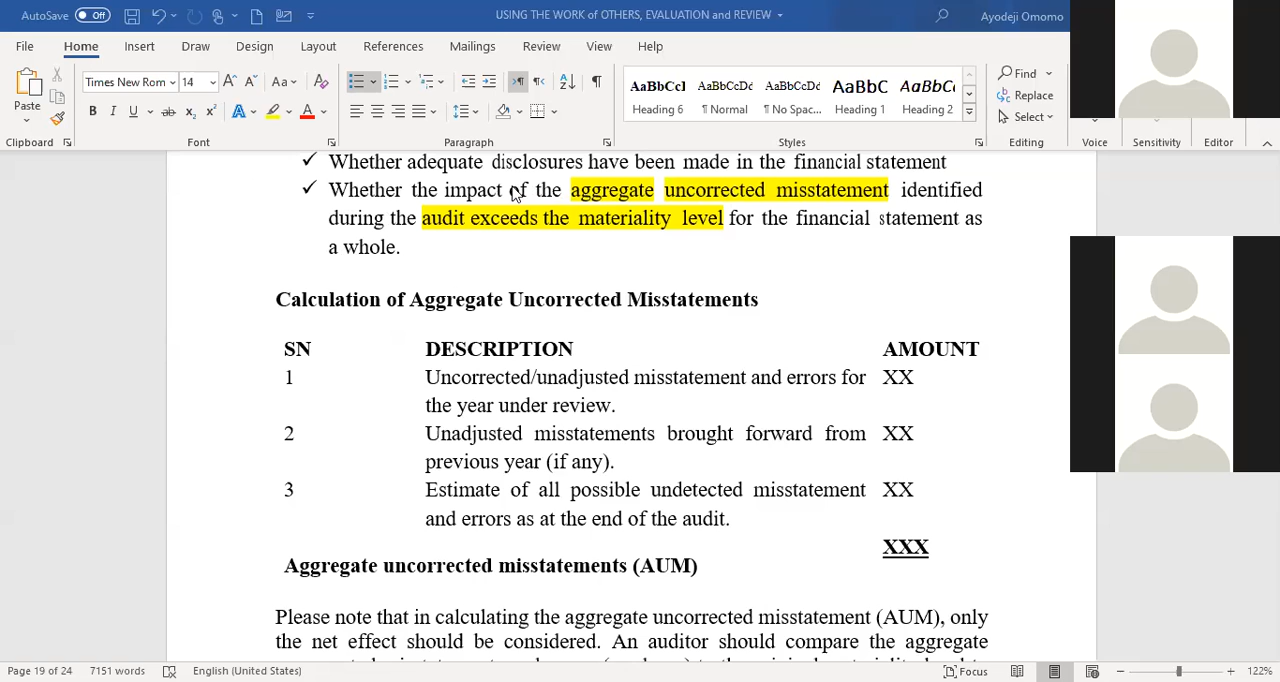 AutoSave Off USING THE WORK of OTHERS, EVALUATION and REVIEW Ayodeji Omomo
File Home Insert Draw Design Layout References Mailings Review View Help
Times New Rom 14 Aa Find
Paste B I U ab x₂ x² A A AaBbCcI AaBbCcDd AaBbCcDd AaBbC AaBbCc Replace
Heading 6 ¶ Normal ¶ No Spac... Heading 1 Heading 2 Select
Clipboard Font Paragraph Styles Editing Voice Sensitivity Editor
✓ Whether adequate disclosures have been made in the financial statement
✓ Whether the impact of the aggregate uncorrected misstatement identified
during the audit exceeds the materiality level for the financial statement as
a whole.
Calculation of Aggregate Uncorrected Misstatements
SN DESCRIPTION AMOUNT
1 Uncorrected/unadjusted misstatement and errors for XX
the year under review.
2 Unadjusted misstatements brought forward from XX
previous year (if any).
3 Estimate of all possible undetected misstatement XX
and errors as at the end of the audit.
XXX
Aggregate uncorrected misstatements (AUM)
Please note that in calculating the aggregate uncorrected misstatement (AUM), only
the net effect should be considered. An auditor should compare the aggregate
Page 19 of 24 7151 words English (United States) Focus 122%